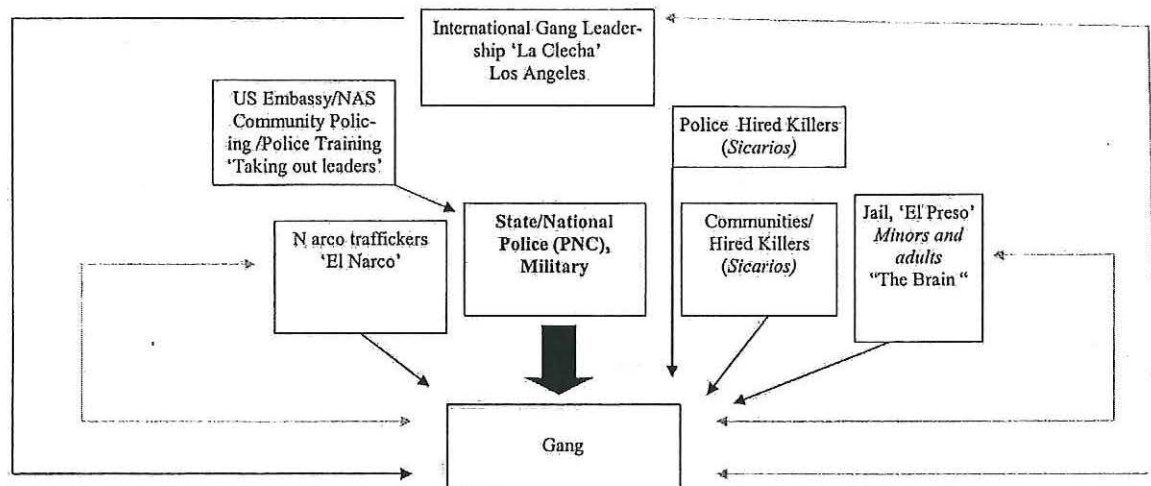 International Gang Leader-
ship 'La Clecha'
Los Angeles
US Embassy/NAS
Community Polic-
ing /Police Training
'Taking out leaders'
Police Hired Killers
(Sicarios)
N arco traffickers
'El Narco'
State/National
Police (PNC),
Military
Communities/
Hired Killers
(Sicarios)
Jail, 'El Preso'
Minors and
adults
"The Brain "
Gang